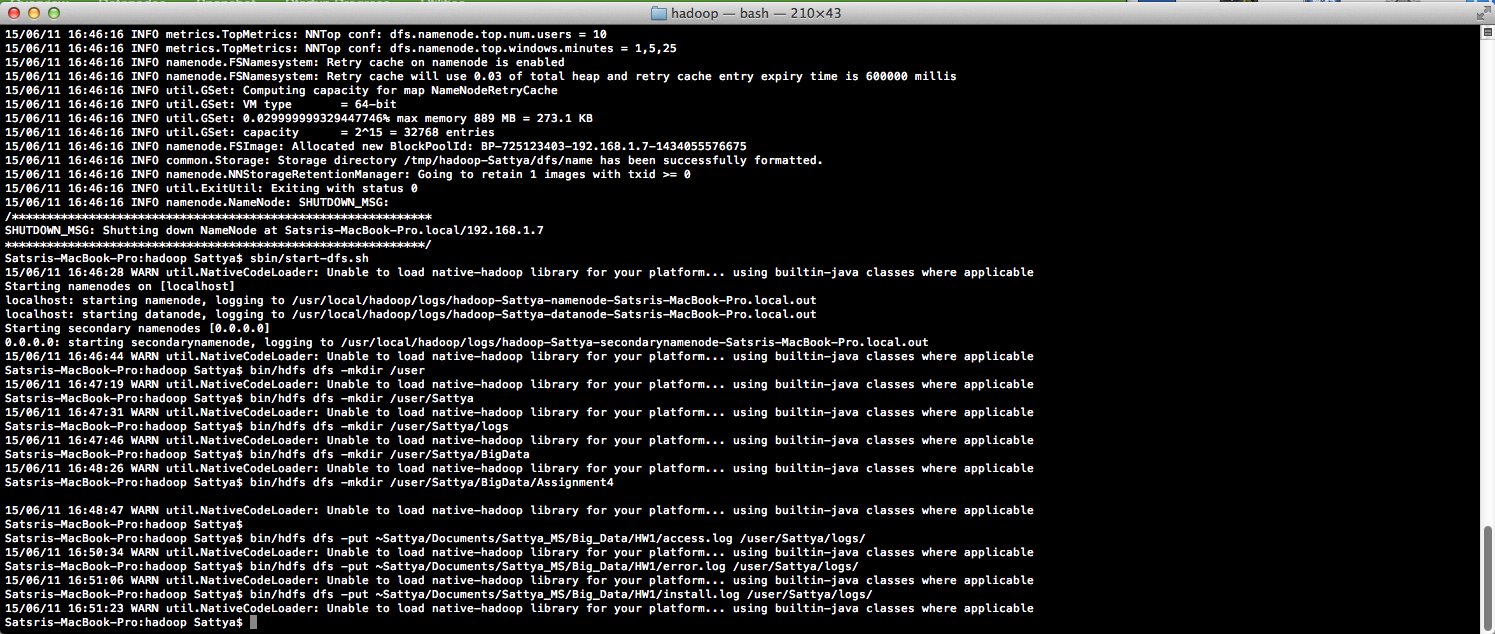 hadoop — bash — 210×43
15/06/11 16:46:16 INFO metrics.TopMetrics: NNTop conf: dfs.namenode.top.num.users = 10
15/06/11 16:46:16 INFO metrics.TopMetrics: NNTop conf: dfs.namenode.top.windows.minutes = 1,5,25
15/06/11 16:46:16 INFO namenode.FSNamesystem: Retry cache on namenode is enabled
15/06/11 16:46:16 INFO namenode.FSNamesystem: Retry cache will use 0.03 of total heap and retry cache entry expiry time is 600000 millis
15/06/11 16:46:16 INFO util.GSet: Computing capacity for map NameNodeRetryCache
15/06/11 16:46:16 INFO util.GSet: VM type       = 64-bit
15/06/11 16:46:16 INFO util.GSet: 0.029999999329447746% max memory 889 MB = 273.1 KB
15/06/11 16:46:16 INFO util.GSet: capacity      = 2^15 = 32768 entries
15/06/11 16:46:16 INFO namenode.FSImage: Allocated new BlockPoolId: BP-725123403-192.168.1.7-1434055576675
15/06/11 16:46:16 INFO common.Storage: Storage directory /tmp/hadoop-Sattya/dfs/name has been successfully formatted.
15/06/11 16:46:16 INFO namenode.NNStorageRetentionManager: Going to retain 1 images with txid >= 0
15/06/11 16:46:16 INFO util.ExitUtil: Exiting with status 0
15/06/11 16:46:16 INFO namenode.NameNode: SHUTDOWN_MSG:
/************************************************************
SHUTDOWN_MSG: Shutting down NameNode at Satsris-MacBook-Pro.local/192.168.1.7
************************************************************/
Satsris-MacBook-Pro:hadoop Sattya$ sbin/start-dfs.sh
15/06/11 16:46:28 WARN util.NativeCodeLoader: Unable to load native-hadoop library for your platform... using builtin-java classes where applicable
Starting namenodes on [localhost]
localhost: starting namenode, logging to /usr/local/hadoop/logs/hadoop-Sattya-namenode-Satsris-MacBook-Pro.local.out
localhost: starting datanode, logging to /usr/local/hadoop/logs/hadoop-Sattya-datanode-Satsris-MacBook-Pro.local.out
Starting secondary namenodes [0.0.0.0]
0.0.0.0: starting secondarynamenode, logging to /usr/local/hadoop/logs/hadoop-Sattya-secondarynamenode-Satsris-MacBook-Pro.local.out
15/06/11 16:46:44 WARN util.NativeCodeLoader: Unable to load native-hadoop library for your platform... using builtin-java classes where applicable
Satsris-MacBook-Pro:hadoop Sattya$ bin/hdfs dfs -mkdir /user
15/06/11 16:47:19 WARN util.NativeCodeLoader: Unable to load native-hadoop library for your platform... using builtin-java classes where applicable
Satsris-MacBook-Pro:hadoop Sattya$ bin/hdfs dfs -mkdir /user/Sattya
15/06/11 16:47:31 WARN util.NativeCodeLoader: Unable to load native-hadoop library for your platform... using builtin-java classes where applicable
Satsris-MacBook-Pro:hadoop Sattya$ bin/hdfs dfs -mkdir /user/Sattya/logs
15/06/11 16:47:46 WARN util.NativeCodeLoader: Unable to load native-hadoop library for your platform... using builtin-java classes where applicable
Satsris-MacBook-Pro:hadoop Sattya$ bin/hdfs dfs -mkdir /user/Sattya/BigData
15/06/11 16:48:26 WARN util.NativeCodeLoader: Unable to load native-hadoop library for your platform... using builtin-java classes where applicable
Satsris-MacBook-Pro:hadoop Sattya$ bin/hdfs dfs -mkdir /user/Sattya/BigData/Assignment4
15/06/11 16:48:47 WARN util.NativeCodeLoader: Unable to load native-hadoop library for your platform... using builtin-java classes where applicable
Satsris-MacBook-Pro:hadoop Sattya$
Satsris-MacBook-Pro:hadoop Sattya$ bin/hdfs dfs -put ~Sattya/Documents/Sattya_MS/Big_Data/HW1/access.log /user/Sattya/logs/
15/06/11 16:50:34 WARN util.NativeCodeLoader: Unable to load native-hadoop library for your platform... using builtin-java classes where applicable
Satsris-MacBook-Pro:hadoop Sattya$ bin/hdfs dfs -put ~Sattya/Documents/Sattya_MS/Big_Data/HW1/error.log /user/Sattya/logs/
15/06/11 16:51:06 WARN util.NativeCodeLoader: Unable to load native-hadoop library for your platform... using builtin-java classes where applicable
Satsris-MacBook-Pro:hadoop Sattya$ bin/hdfs dfs -put ~Sattya/Documents/Sattya_MS/Big_Data/HW1/install.log /user/Sattya/logs/
15/06/11 16:51:23 WARN util.NativeCodeLoader: Unable to load native-hadoop library for your platform... using builtin-java classes where applicable
Satsris-MacBook-Pro:hadoop Sattya$